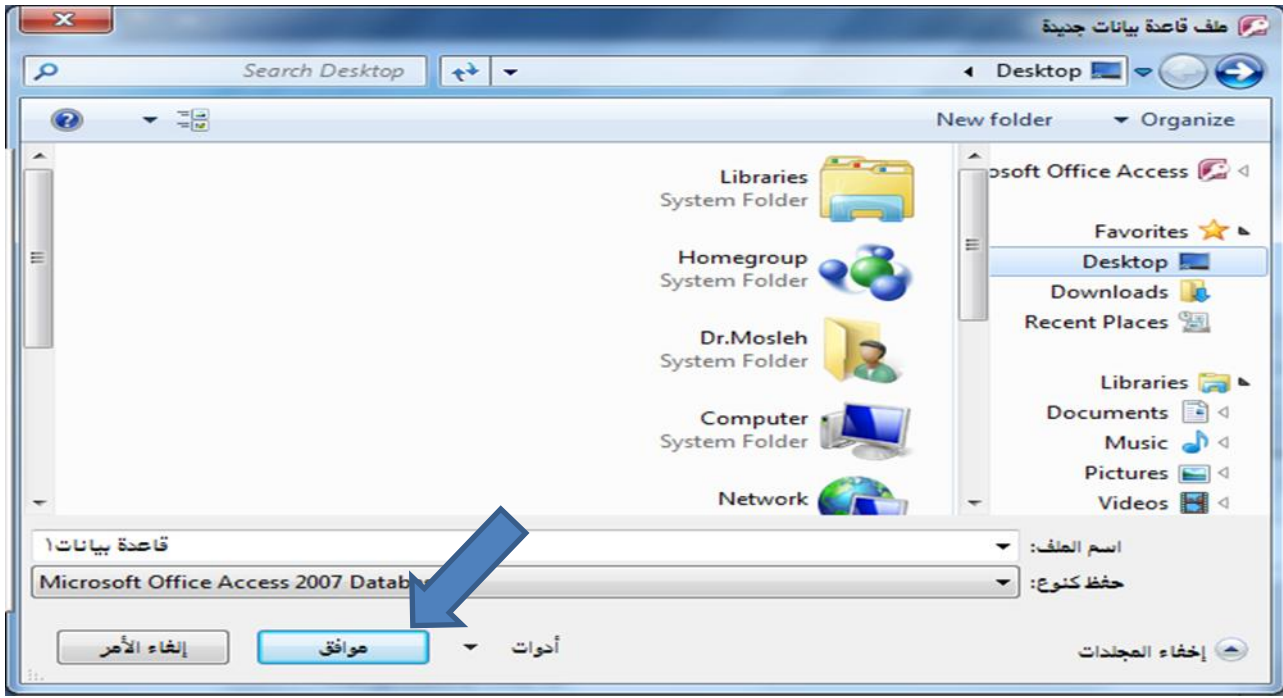 ملف قاعدة بيانات جديدة
Desktop
Search Desktop
Organize
New folder
osoft Office Access
Favorites
Desktop
Downloads
Recent Places
Libraries
Documents
Music
Pictures
Videos
Libraries
System Folder
Homegroup
System Folder
Dr.Mosleh
System Folder
Computer
System Folder
Network
اسم الملف:
قاعدة بيانات١
حفظ كنوع:
Microsoft Office Access 2007 Datab
إخفاء المجلدات
أدوات
موافق
إلغاء الأمر